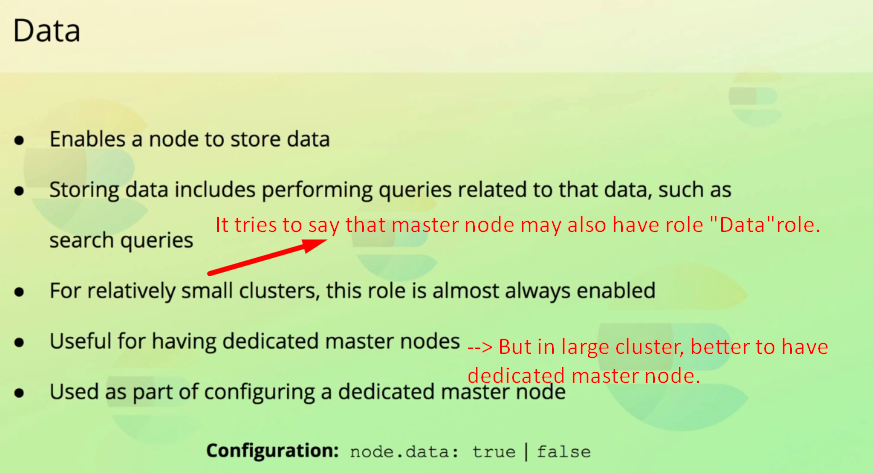 Data
● Enables a node to store data
● Storing data includes performing queries related to that data, such as
It tries to say that master node may also have role "Data"role.
search queries
● For relatively small clusters, this role is almost always enabled
● Useful for having dedicated master nodes
--> But in large cluster, better to have
dedicated master node.
● Used as part of configuring a dedicated master node
Configuration: node.data: true | false